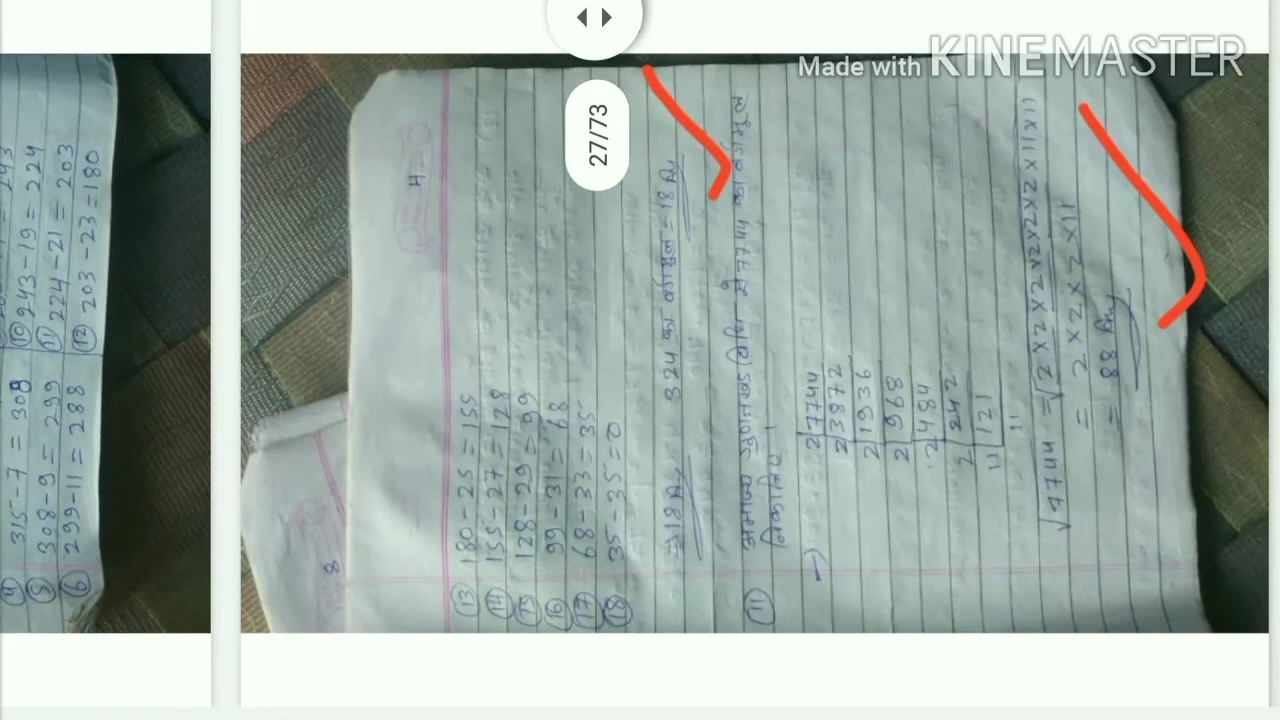 Made with KINEMASTER
27/73
243
④ 315-7 = 308
⑤ 308-9 = 299
⑥ 299-11 = 288
⑩ 243-19 = 224
⑪ 224-21 = 203
⑫ 203-23 = 180
8
4
⑬ 180-25 = 155
⑭ 155-27 = 128
⑮ 128-29 = 99
⑯ 99-31 = 68
⑰ 68-33 = 35
⑱ 35-35 = 0
⇒ 18 Ans 324 का वर्गमूल = 18 Ans
⑪ अभाज्य गुणनखंड विधि से 7744 का वर्गमूल
निकालिए
→ 2 7744
2 3872
2 1936
2 968
2 484
2 242
11 121
11
√7744 = √2×2×2×2×2×2×11×11
= 2×2×2×11
= 88 Ans